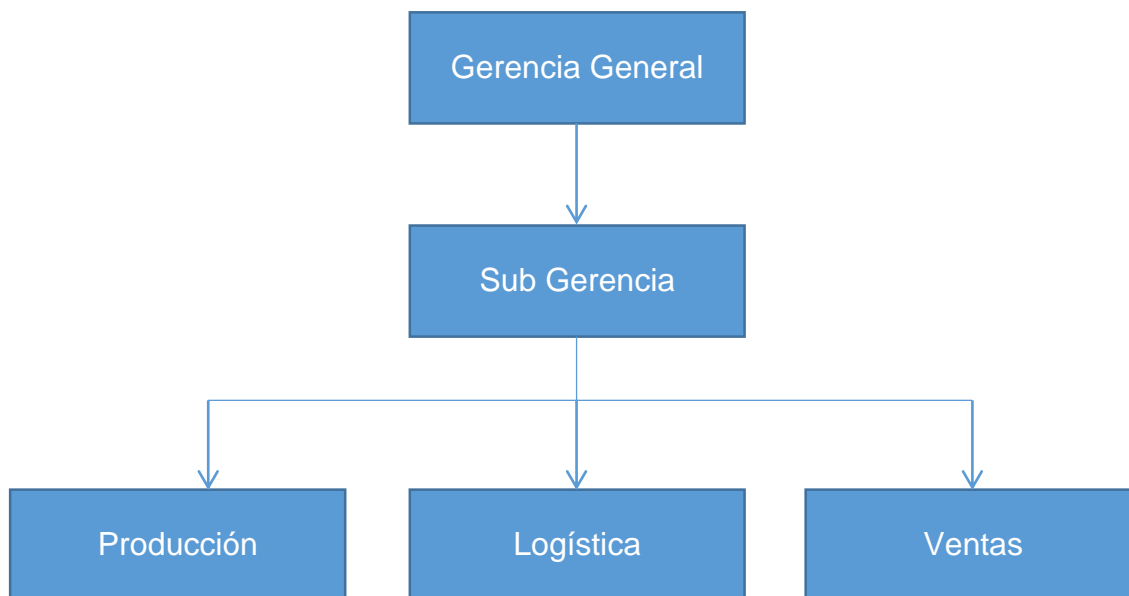 Gerencia General
Sub Gerencia
Producción
Logística
Ventas